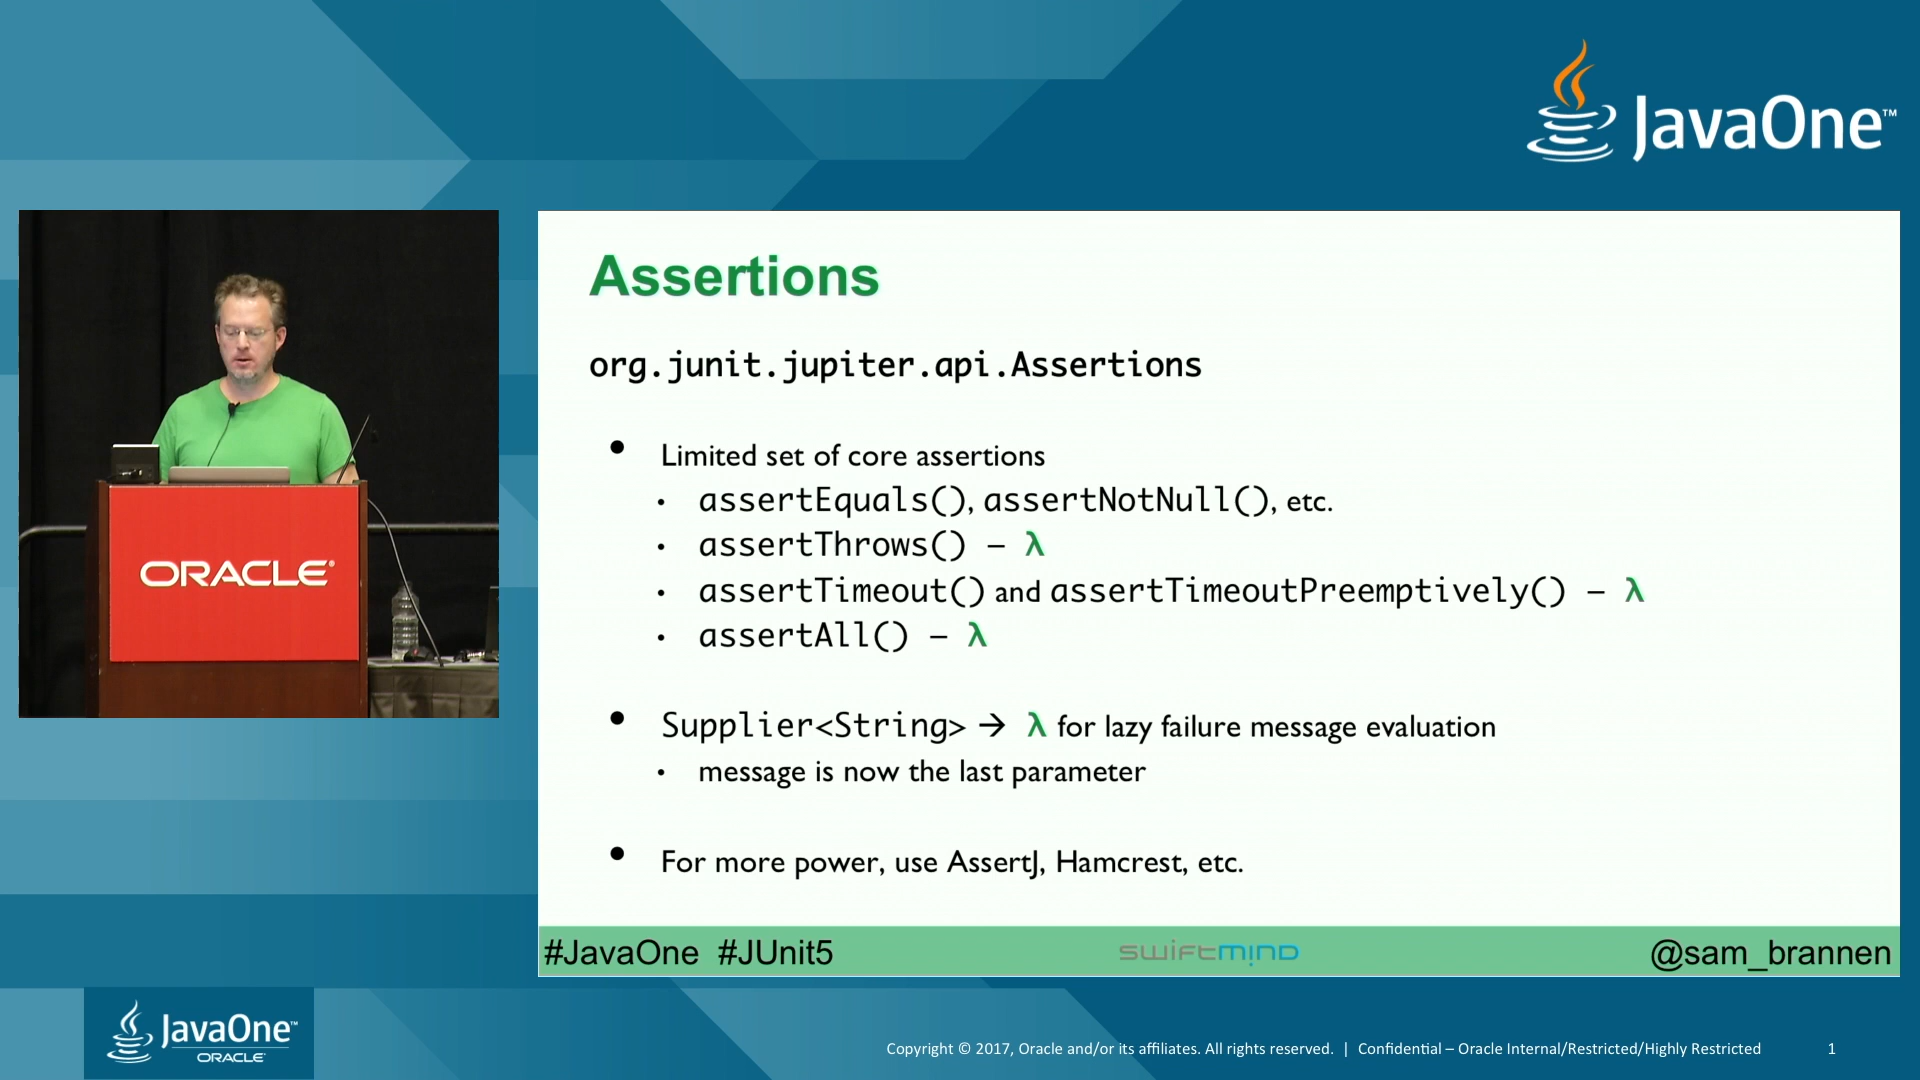 JavaOne™
Assertions
org.junit.jupiter.api.Assertions
• Limited set of core assertions
• assertEquals(), assertNotNull(), etc.
• assertThrows() – λ
• assertTimeout() and assertTimeoutPreemptively() – λ
• assertAll() – λ
• Supplier<String> → λ for lazy failure message evaluation
• message is now the last parameter
• For more power, use AssertJ, Hamcrest, etc.
#JavaOne #JUnit5
swiftmind
@sam_brannen
ORACLE®
JavaOne™
ORACLE®
Copyright © 2017, Oracle and/or its affiliates. All rights reserved. | Confidential – Oracle Internal/Restricted/Highly Restricted
1